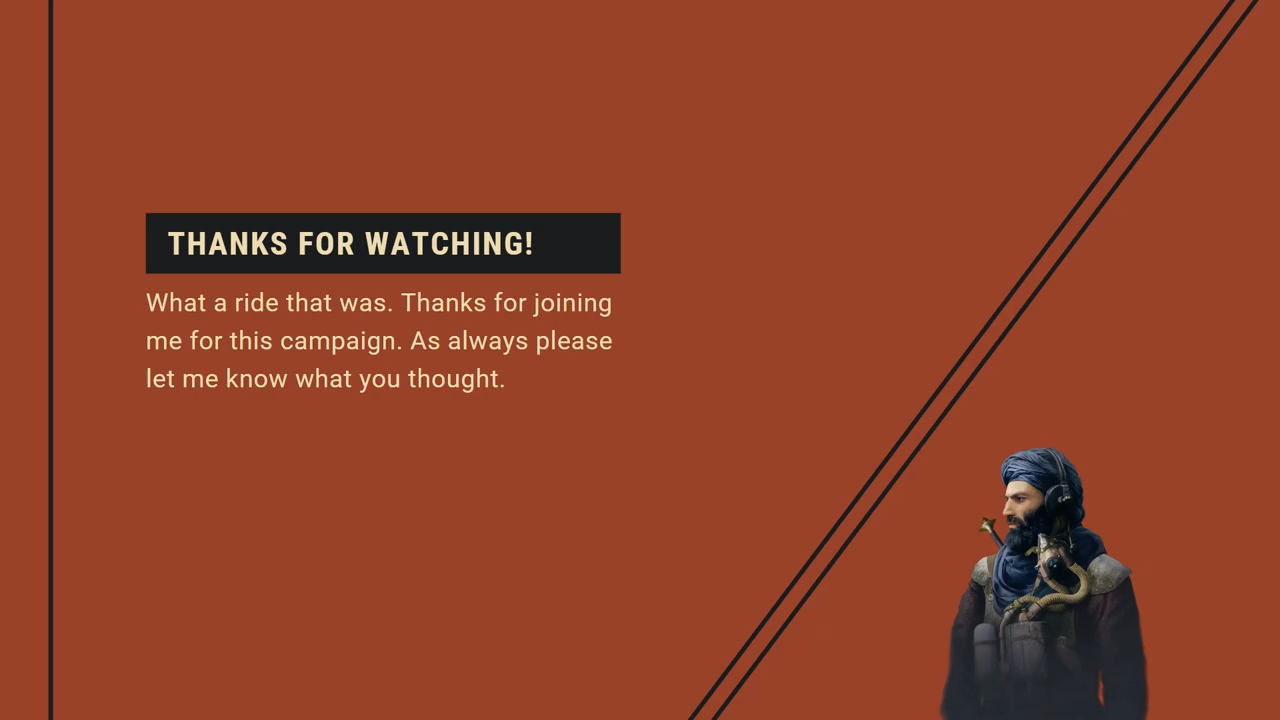 THANKS FOR WATCHING!
What a ride that was. Thanks for joining
me for this campaign. As always please
let me know what you thought.